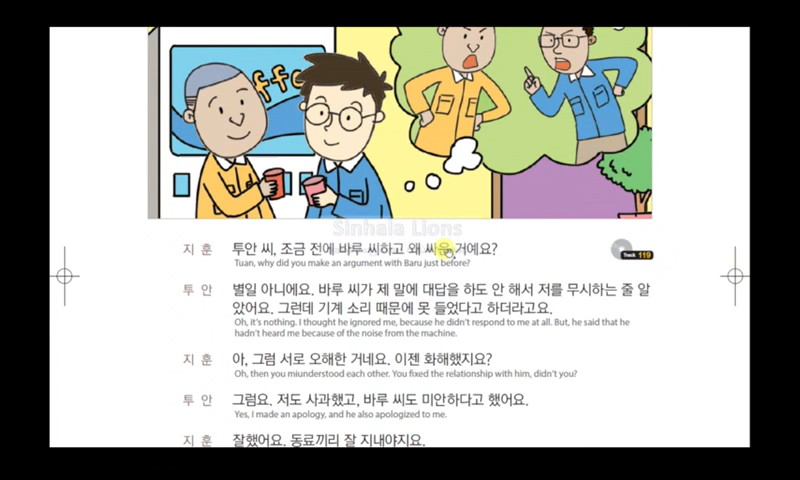 ffe
Sinhala Lions
지 훈 투안 씨, 조금 전에 바루 씨하고 왜 싸운 거예요?
Track 119
Tuan, why did you make an argument with Baru just before?
투 안 별일 아니에요. 바루 씨가 제 말에 대답을 하도 안 해서 저를 무시하는 줄 알
았어요. 그런데 기계 소리 때문에 못 들었다고 하더라고요.
Oh, it's nothing. I thought he ignored me, because he didn't respond to me at all. But, he said that he
hadn't heard me because of the noise from the machine.
지 훈 아, 그럼 서로 오해한 거네요. 이젠 화해했지요?
Oh, then you miunderstood each other. You fixed the relationship with him, didn't you?
투 안 그럼요. 저도 사과했고, 바루 씨도 미안하다고 했어요.
Yes, I made an apology, and he also apologized to me.
지 훈 잘했어요. 동료끼리 잘 지내야지요.